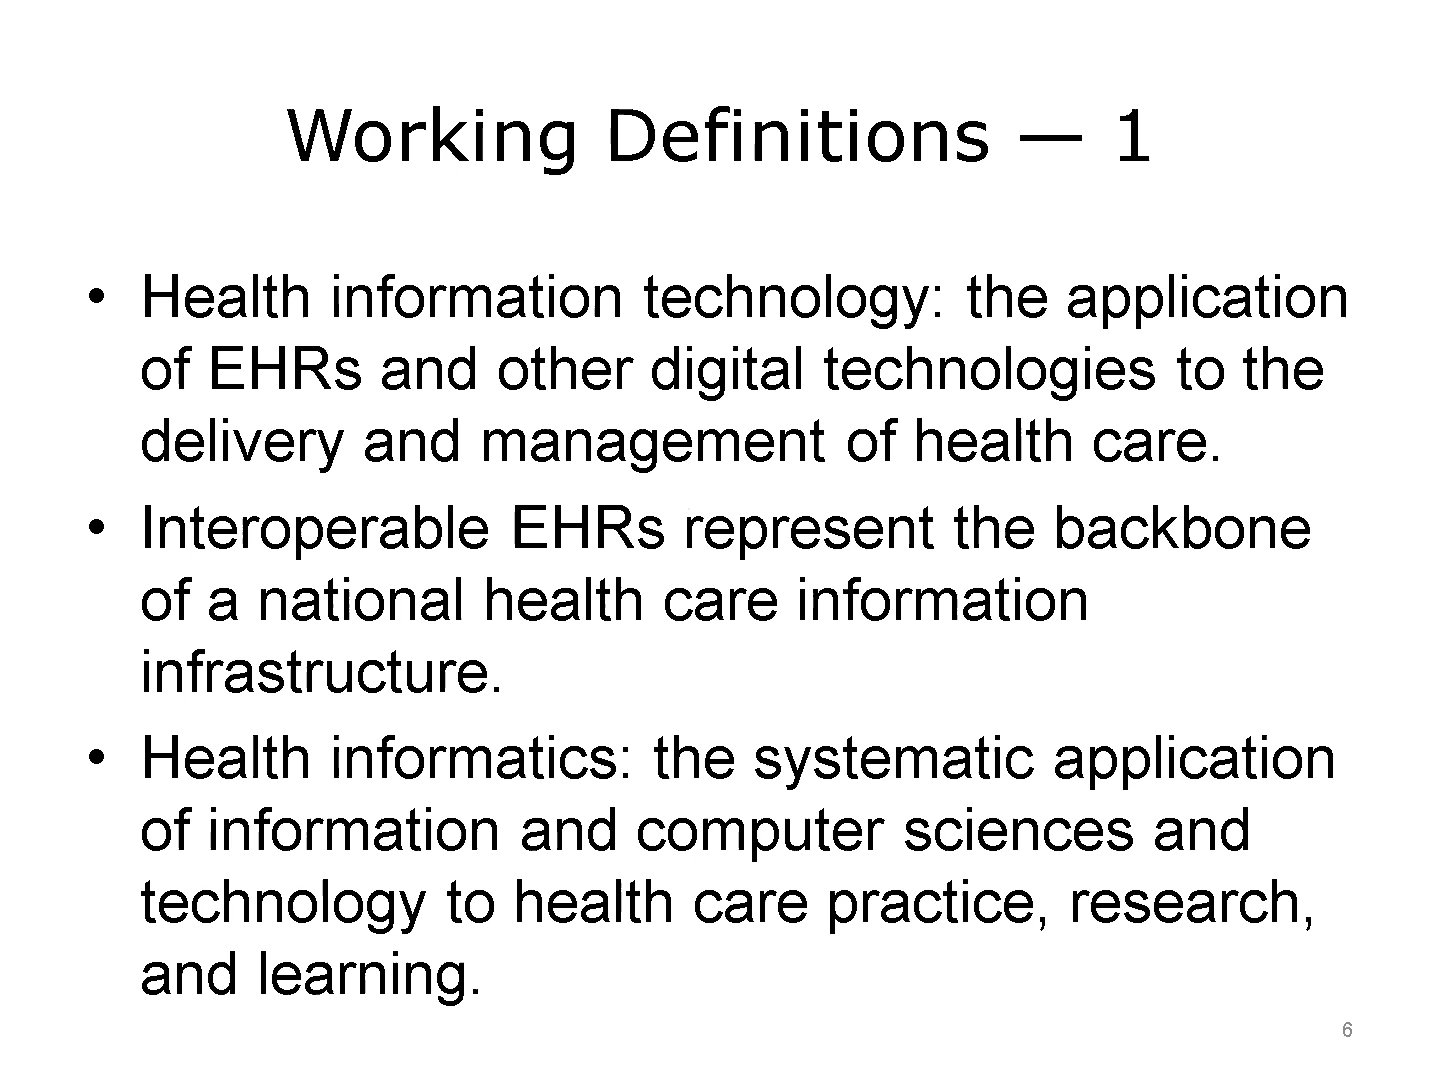 Working Definitions — 1
• Health information technology: the application
of EHRs and other digital technologies to the
delivery and management of health care.
• Interoperable EHRs represent the backbone
of a national health care information
infrastructure.
• Health informatics: the systematic application
of information and computer sciences and
technology to health care practice, research,
and learning.
6